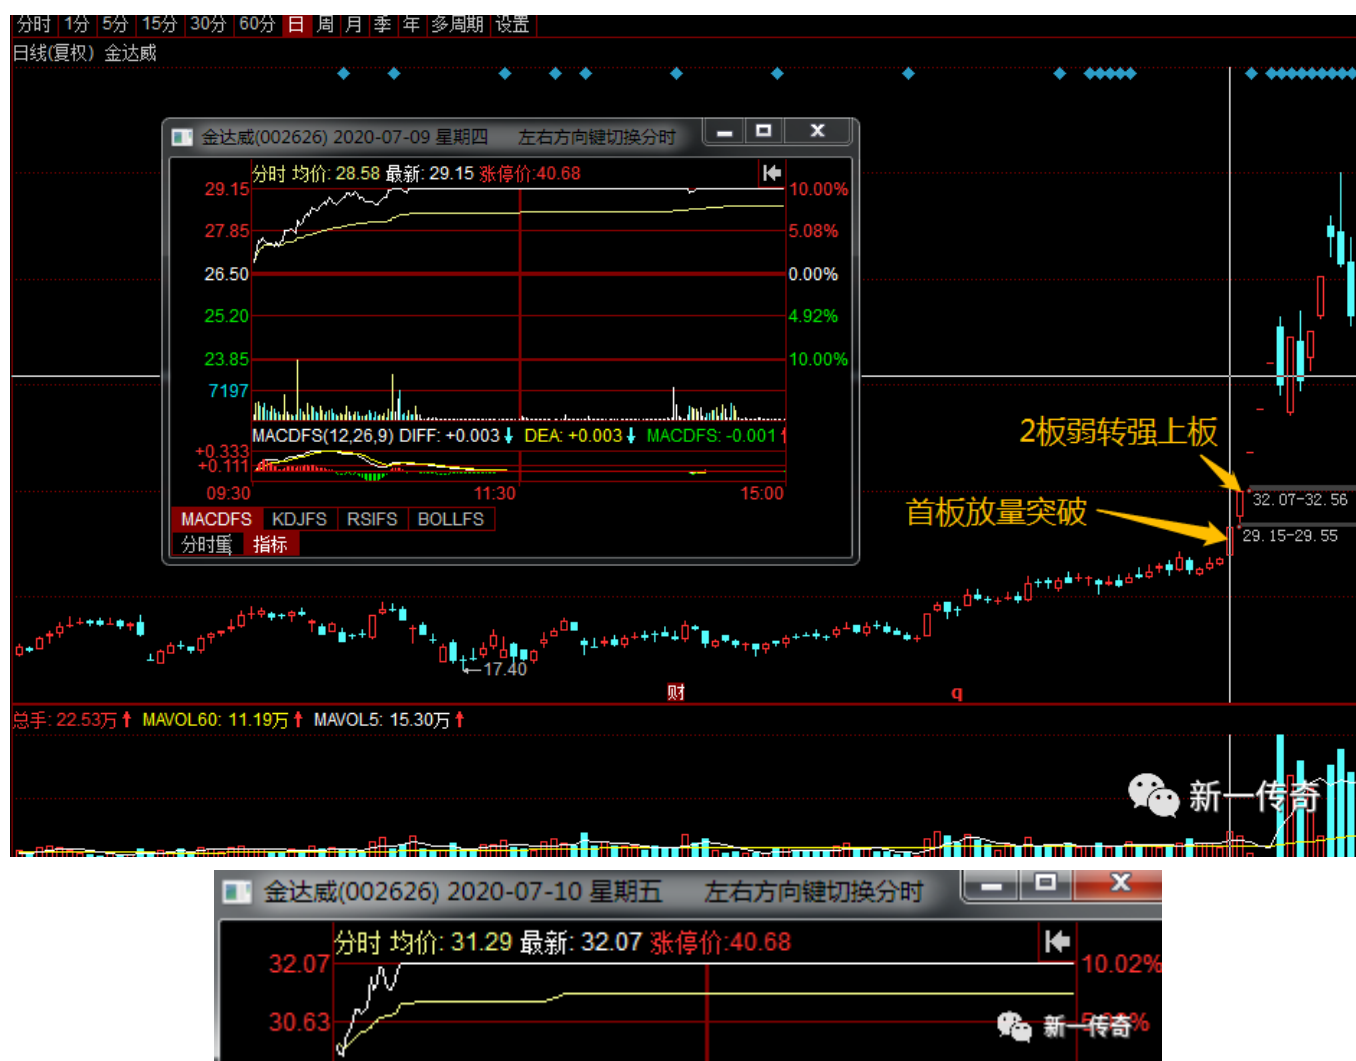 分时 1分 5分 15分 30分 60分 日 周 月 季 年 多周期 设置
日线(复权) 金达威
金达威(002626) 2020-07-09 星期四 左右方向键切换分时
分时 均价: 28.58 最新: 29.15 涨停价:40.68
29.15 10.00%
27.85 5.08%
26.50 0.00%
25.20 4.92%
23.85 10.00%
7197
MACDFS(12,26,9) DIFF: +0.003 DEA: +0.003 MACDFS: -0.001
+0.333
+0.111
09:30 11:30 15:00
MACDFS KDJFS RSIFS BOLLFS
分时量 指标
2板弱转强上板
32.07-32.56
首板放量突破
29.15-29.55
17.40
财 q
总手: 22.53万 MAVOL60: 11.19万 MAVOL5: 15.30万
新一传奇
金达威(002626) 2020-07-10 星期五 左右方向键切换分时
分时 均价: 31.29 最新: 32.07 涨停价:40.68
32.07 10.02%
30.63
新一传奇